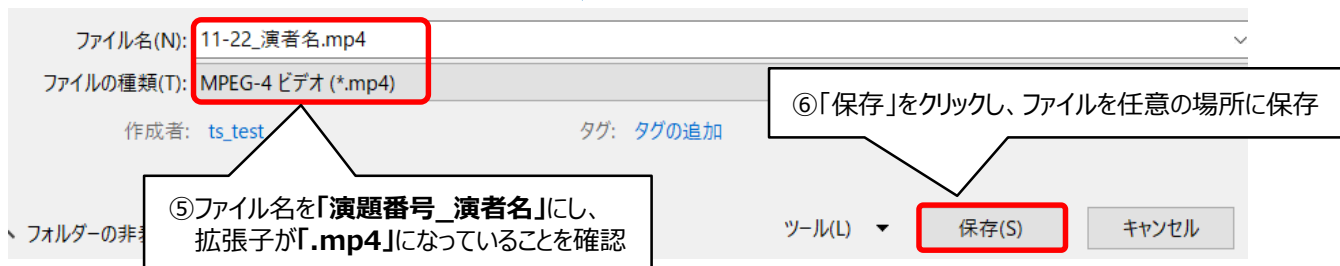 ファイル名(N): 11-22_演者名.mp4
ファイルの種類(T): MPEG-4 ビデオ (*.mp4)
⑥「保存」をクリックし、ファイルを任意の場所に保存
作成者: ts_test タグ: タグの追加
⑤ファイル名を「演題番号_演者名」にし、
拡張子が「.mp4」になっていることを確認
フォルダーの非表 ツール(L) 保存(S) キャンセル